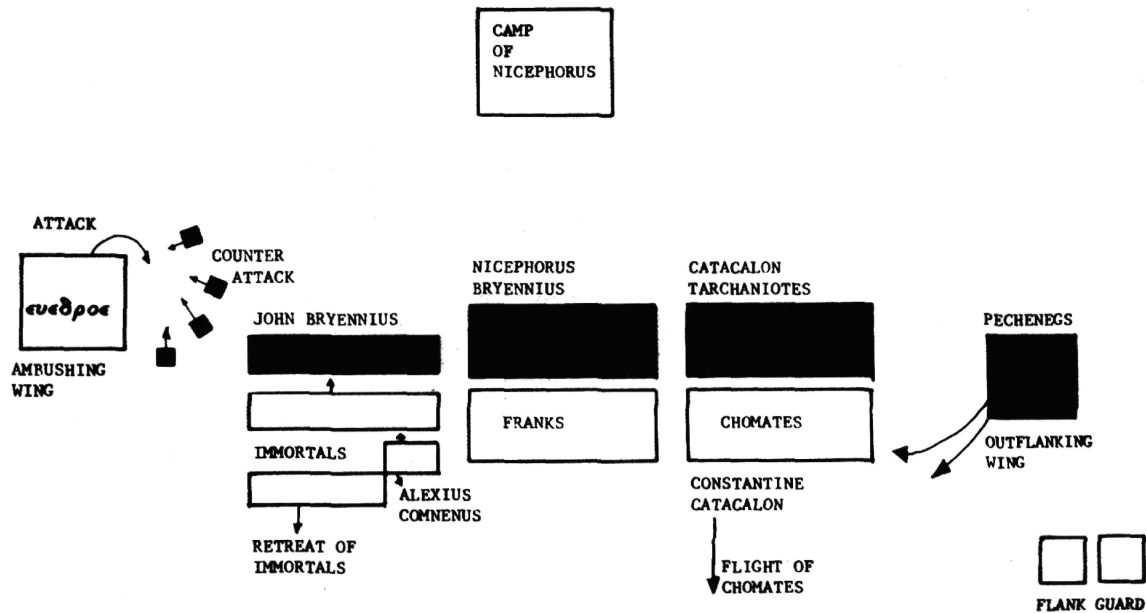 CAMP
OF
NICEPHORUS
ATTACK
COUNTER
ATTACK
ευεδροε
AMBUSHING
WING
JOHN BRYENNIUS
NICEPHORUS
BRYENNIUS
CATACALON
TARCHANIOTES
PECHENEGS
FRANKS
CHOMATES
OUTFLANKING
WING
IMMORTALS
ALEXIUS
COMNENUS
CONSTANTINE
CATACALON
RETREAT OF
IMMORTALS
FLIGHT OF
CHOMATES
FLANK GUARD